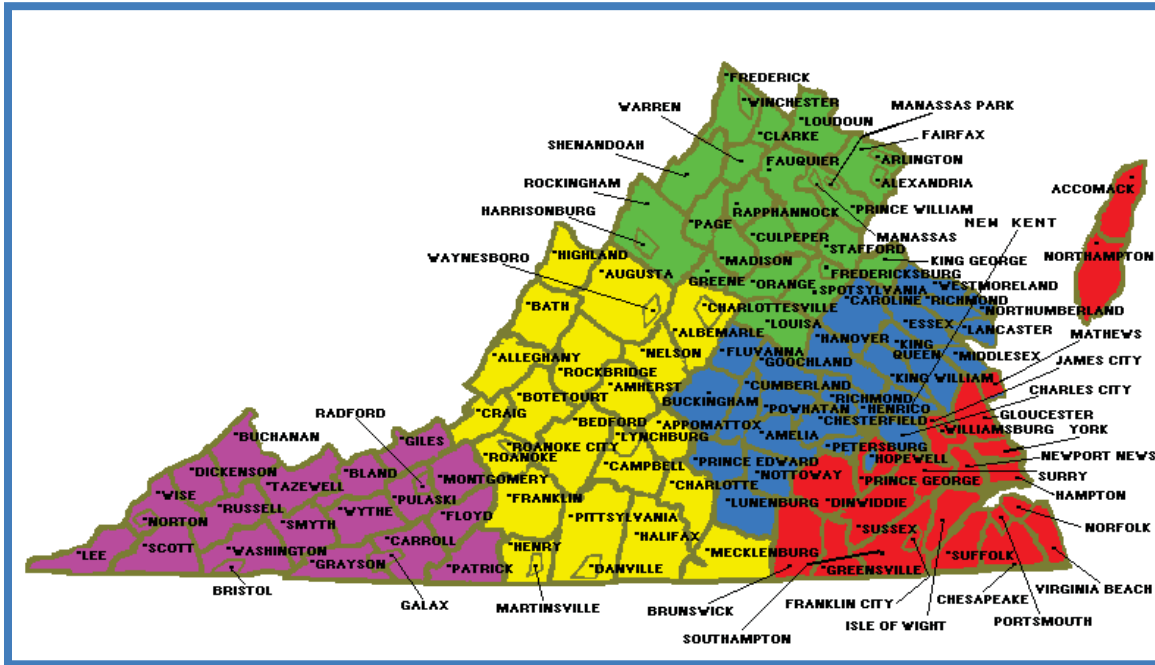 FREDERICK
WINCHESTER
MANASSAS PARK
WARREN
LOUDOUN
CLARKE
FAIRFAX
SHENANDOAH
FAUQUIER
ARLINGTON
ALEXANDRIA
ACCOMACK
ROCKINGHAM
HARRISONBURG
RAPPHANNOCK
PRINCE WILLIAM
PAGE
NEW KENT
CULPEPER
MANASSAS
HIGHLAND
STAFFORD
WAYNESBORO
AUGUSTA
MADISON
KING GEORGE
NORTHAMPTON
GREENE
ORANGE
FREDERICKSBURG
SPOTSYLVANIA
WESTMORELAND
BATH
CHARLOTTESVILLE
CAROLINE
RICHMOND
NORTHUMBERLAND
LOUISA
ALBEMARLE
ESSEX
LANCASTER
HANOVER
MATHEWS
ALLEGHANY
NELSON
FLUVANNA
GOOCHLAND
KING
QUEEN
MIDDLESEX
JAMES CITY
ROCKBRIDGE
AMHERST
CUMBERLAND
KING WILLIAM
CHARLES CITY
BOTETOURT
BUCKINGHAM
RICHMOND
POWHATAN
HENRICO
RADFORD
CRAIG
GLOUCESTER
BEDFORD
APPOMATTOX
CHESTERFIELD
WILLIAMSBURG
YORK
BUCHANAN
GILES
ROANOKE CITY
LYNCHBURG
AMELIA
PETERSBURG
ROANOKE
HOPEWELL
NEWPORT NEWS
DICKENSON
BLAND
MONTGOMERY
CAMPBELL
PRINCE EDWARD
NOTTOWAY
SURRY
TAZEWELL
CHARLOTTE
PRINCE GEORGE
WISE
PULASKI
FRANKLIN
HAMPTON
RUSSELL
WYTHE
LUNENBURG
DINWIDDIE
NORTON
SMYTH
FLOYD
PITTSYLVANIA
NORFOLK
SUSSEX
HALIFAX
CARROLL
SCOTT
WASHINGTON
HENRY
MECKLENBURG
LEE
SUFFOLK
GRAYSON
PATRICK
DANVILLE
GREENSVILLE
BRISTOL
VIRGINIA BEACH
CHESAPEAKE
GALAX
MARTINSVILLE
BRUNSWICK
FRANKLIN CITY
PORTSMOUTH
ISLE OF WIGHT
SOUTHAMPTON